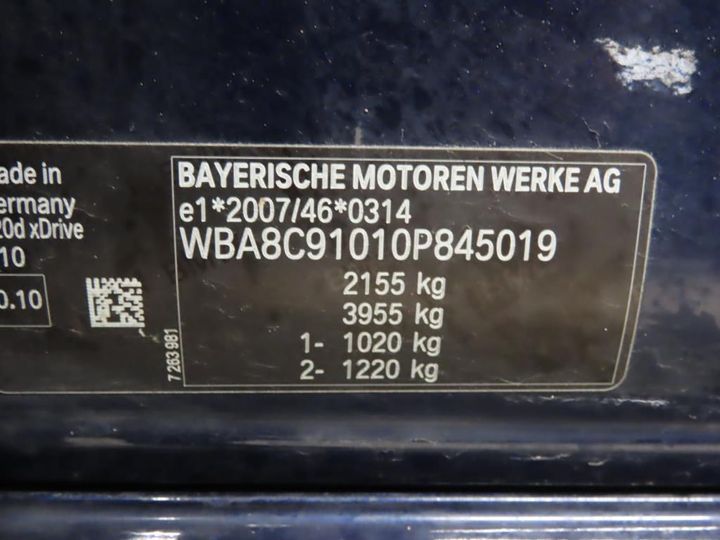 ade in
ermany
20d xDrive
10
0.10
7 263 981
BAYERISCHE MOTOREN WERKE AG
e1*2007/46*0314
WBA8C91010P845019
2155 kg
3955 kg
1- 1020 kg
2- 1220 kg